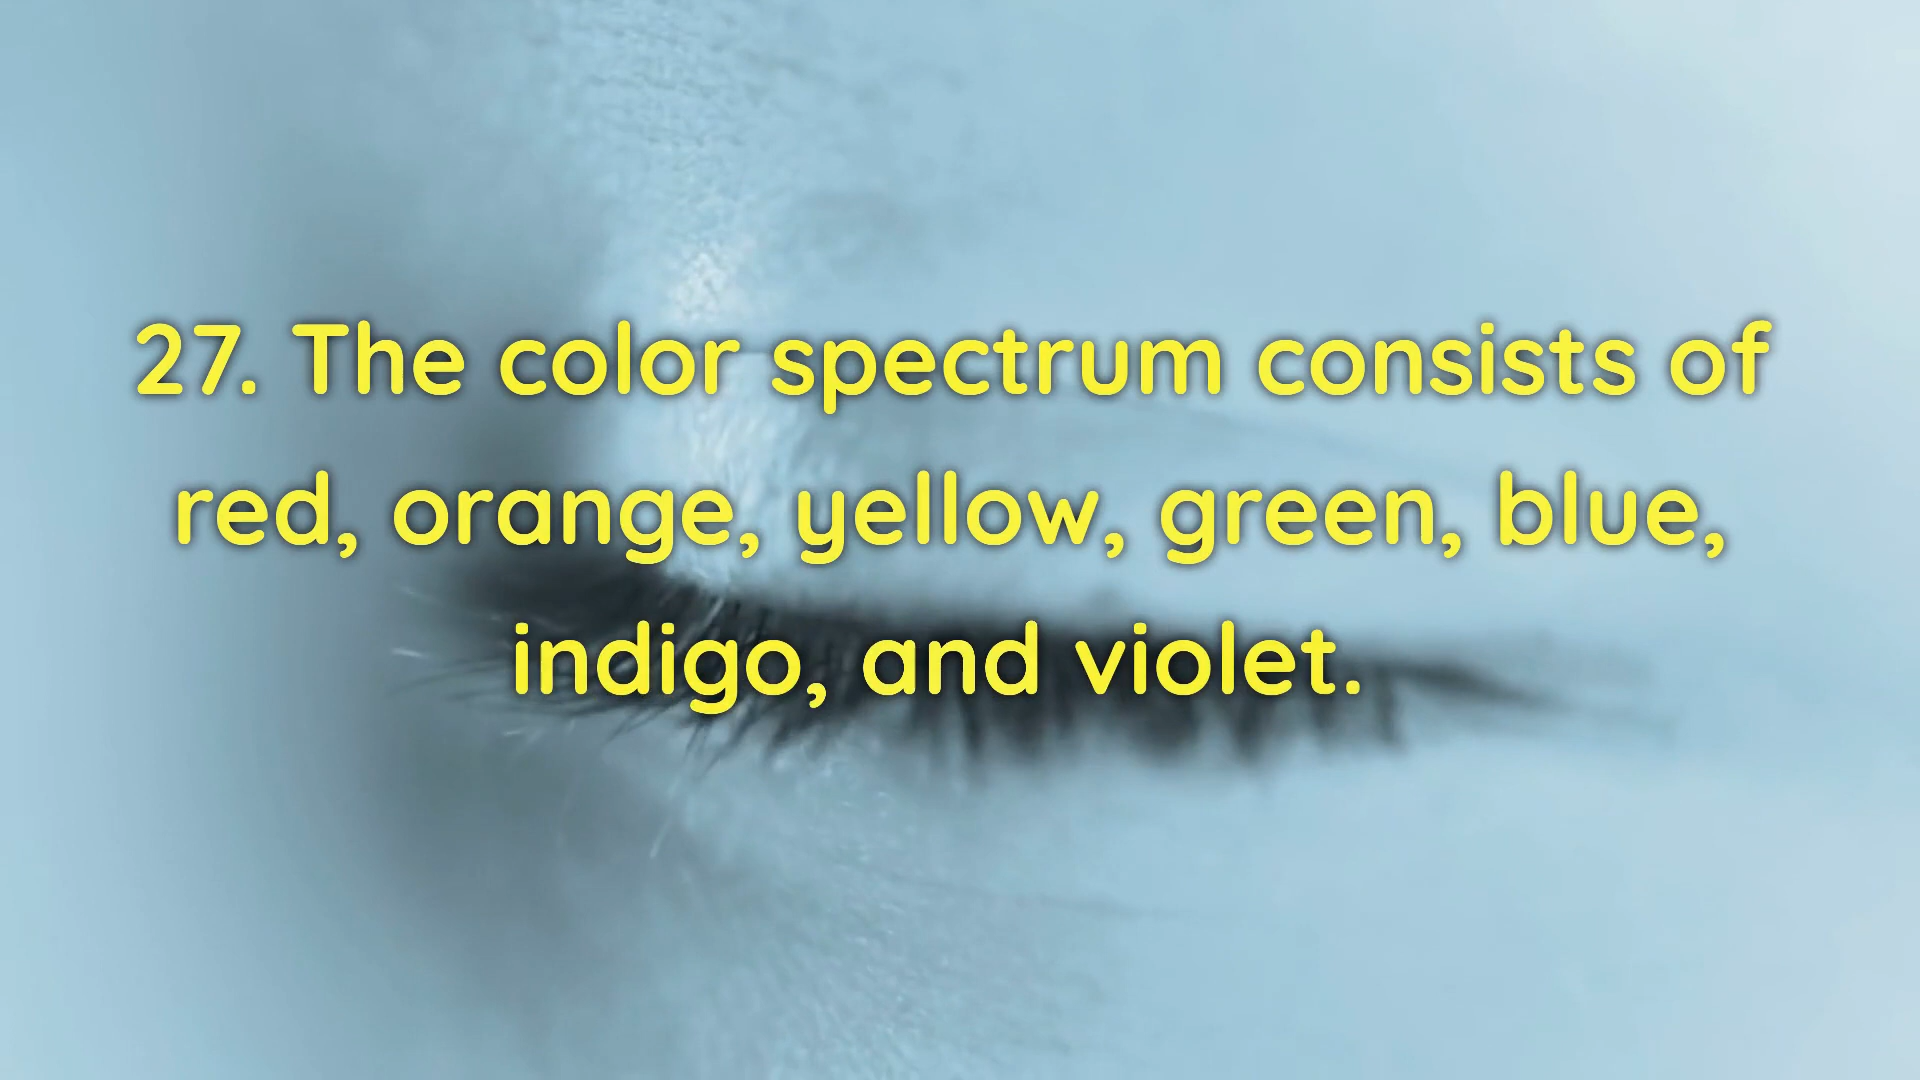 27. The color spectrum consists of
red, orange, yellow, green, blue,
indigo, and violet.